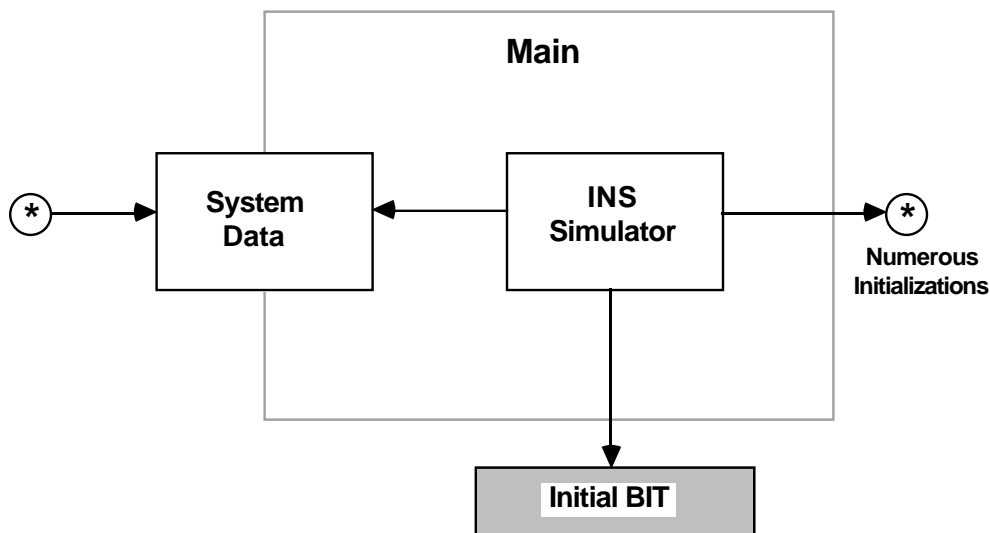 Main
*
System
Data
INS
Simulator
*
Numerous
Initializations
Initial BIT